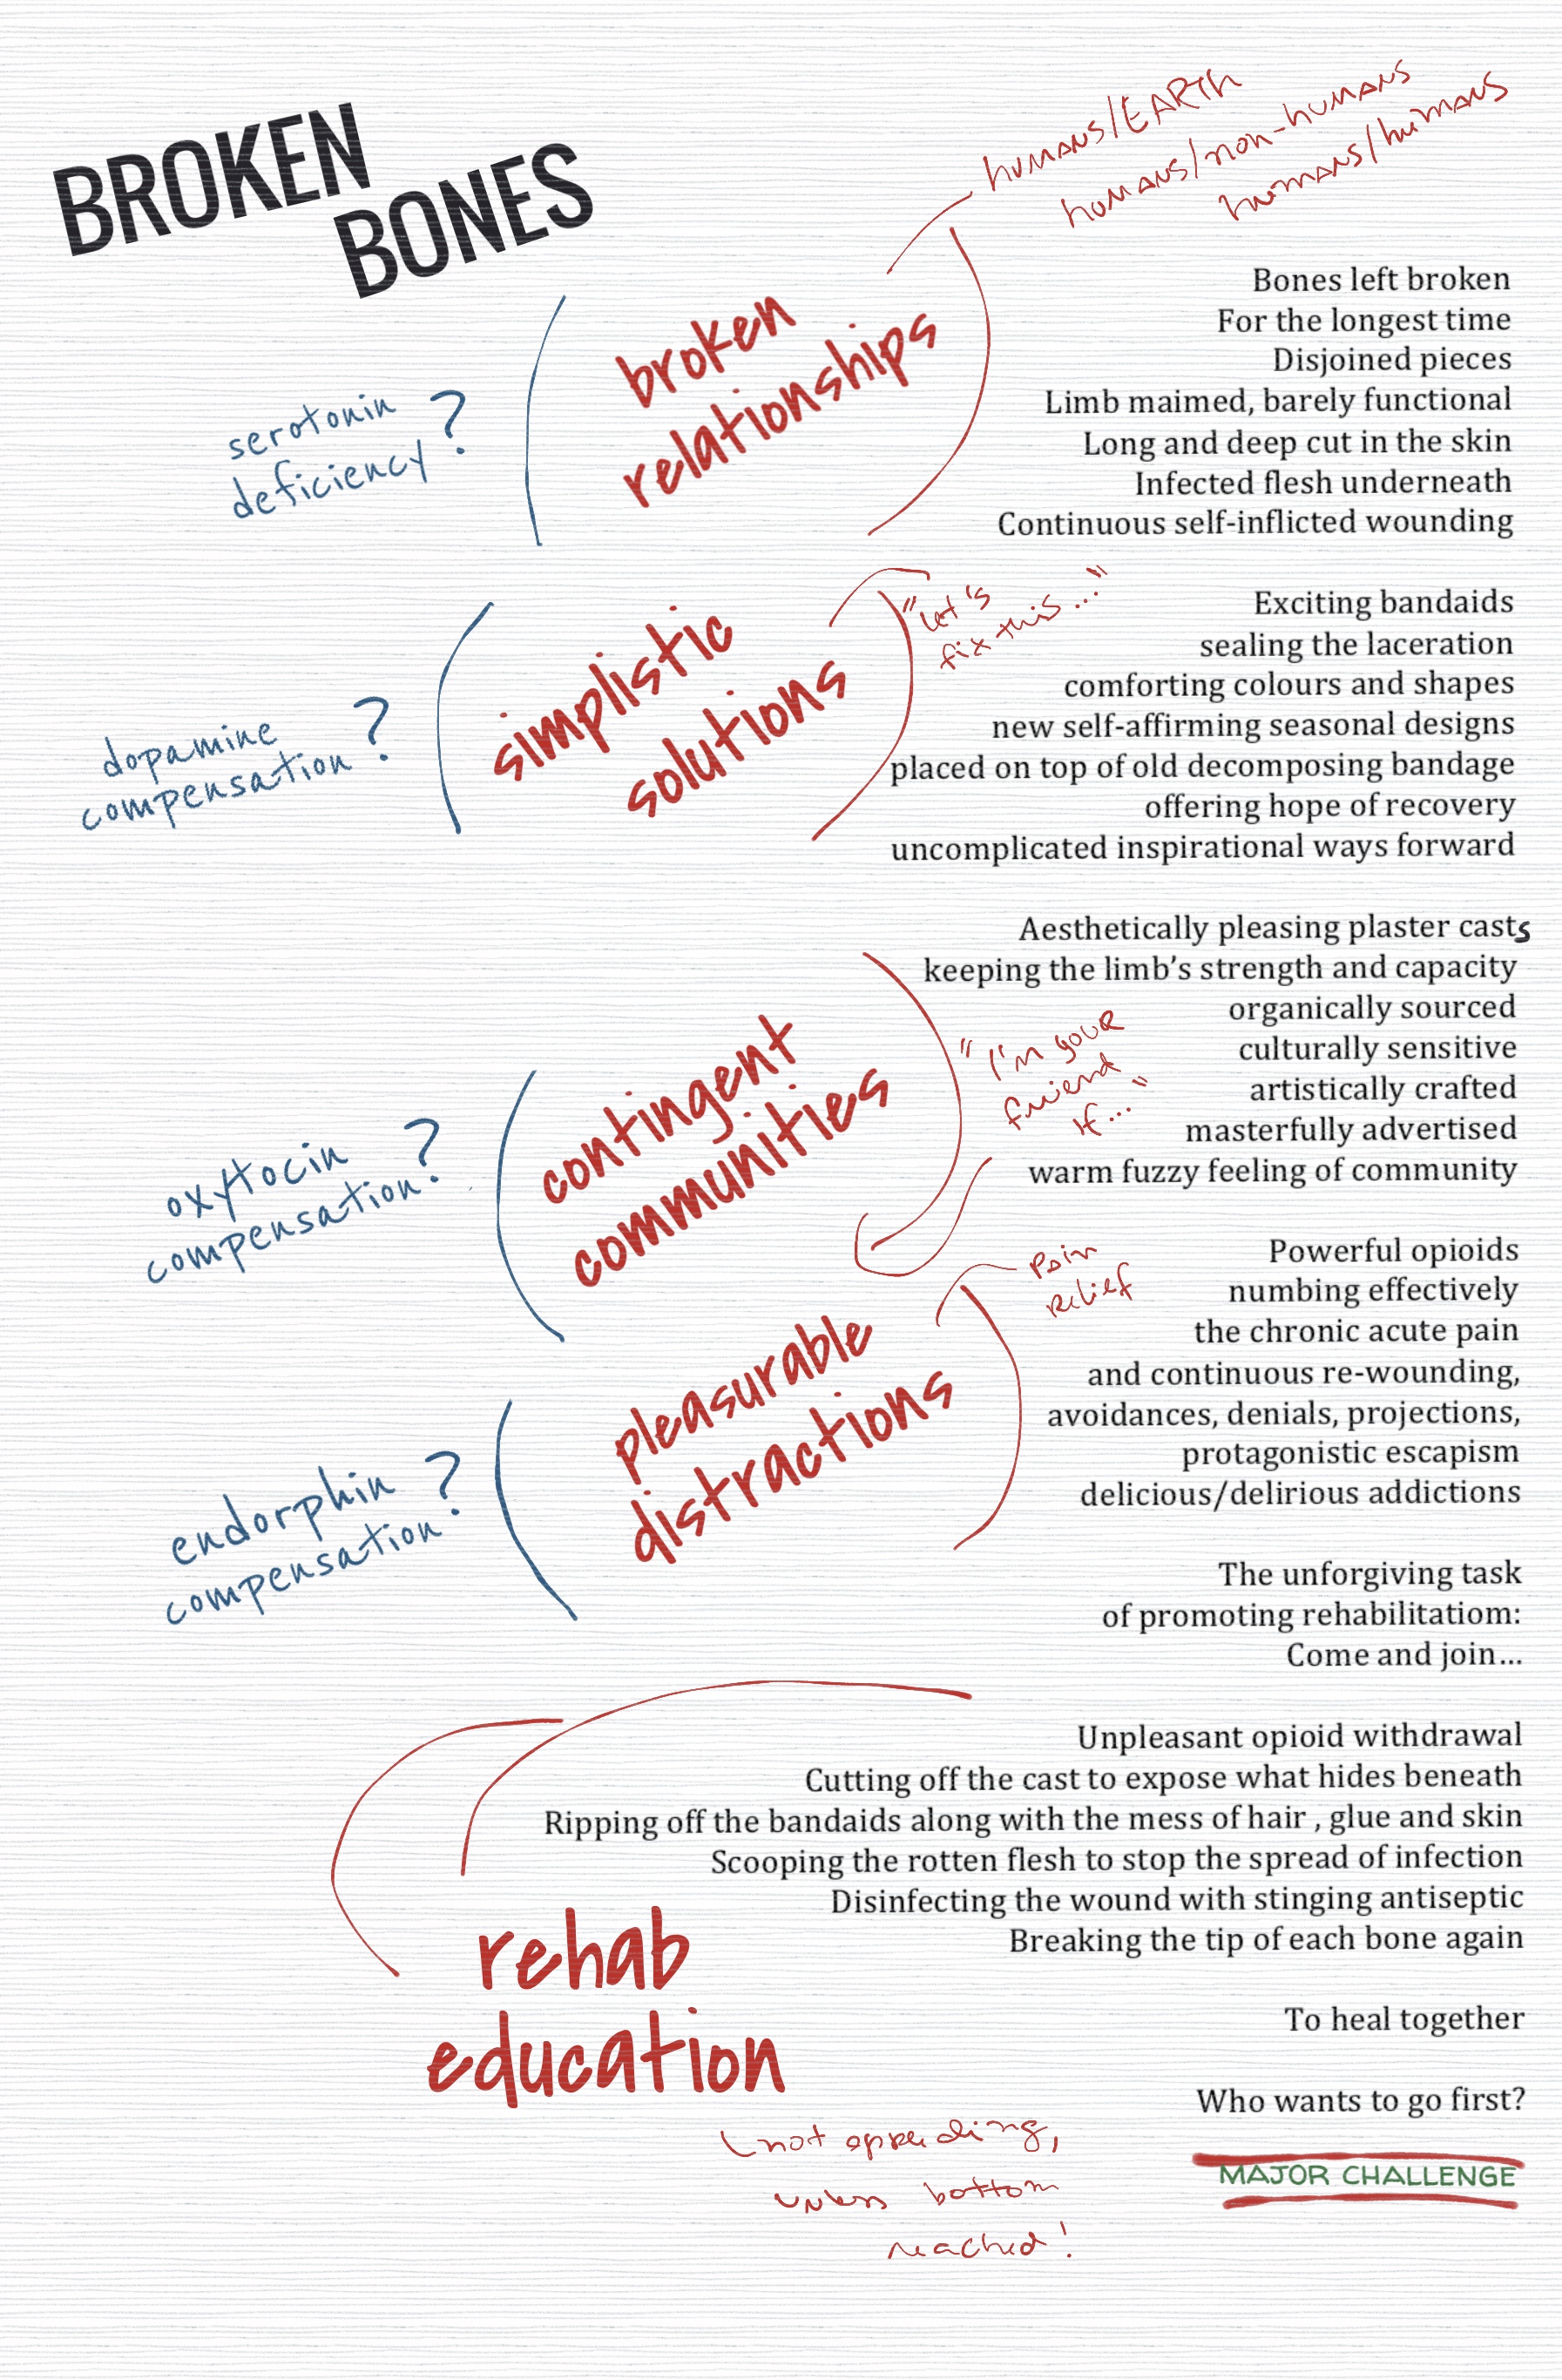 BROKEN
BONES
humans/EARTH
humans/non-humans
humans/humans
broken
relationships
serotonin
deficiency?
Bones left broken
For the longest time
Disjoined pieces
Limb maimed, barely functional
Long and deep cut in the skin
Infected flesh underneath
Continuous self-inflicted wounding
simplistic
solutions
"let's
fix this..."
dopamine
compensation?
Exciting bandaids
sealing the laceration
comforting colours and shapes
new self-affirming seasonal designs
placed on top of old decomposing bandage
offering hope of recovery
uncomplicated inspirational ways forward
contingent
communities
"I'm your
friend
if..."
oxytocin
compensation?
Aesthetically pleasing plaster casts
keeping the limb's strength and capacity
organically sourced
culturally sensitive
artistically crafted
masterfully advertised
warm fuzzy feeling of community
pleasurable
distractions
Pain
relief
endorphin
compensation?
Powerful opioids
numbing effectively
the chronic acute pain
and continuous re-wounding,
avoidances, denials, projections,
protagonistic escapism
delicious/delirious addictions
The unforgiving task
of promoting rehabilitatiom:
Come and join...
Unpleasant opioid withdrawal
Cutting off the cast to expose what hides beneath
Ripping off the bandaids along with the mess of hair , glue and skin
Scooping the rotten flesh to stop the spread of infection
Disinfecting the wound with stinging antiseptic
Breaking the tip of each bone again
rehab
education
not appealing,
unless bottom
reached!
To heal together
Who wants to go first?
MAJOR CHALLENGE